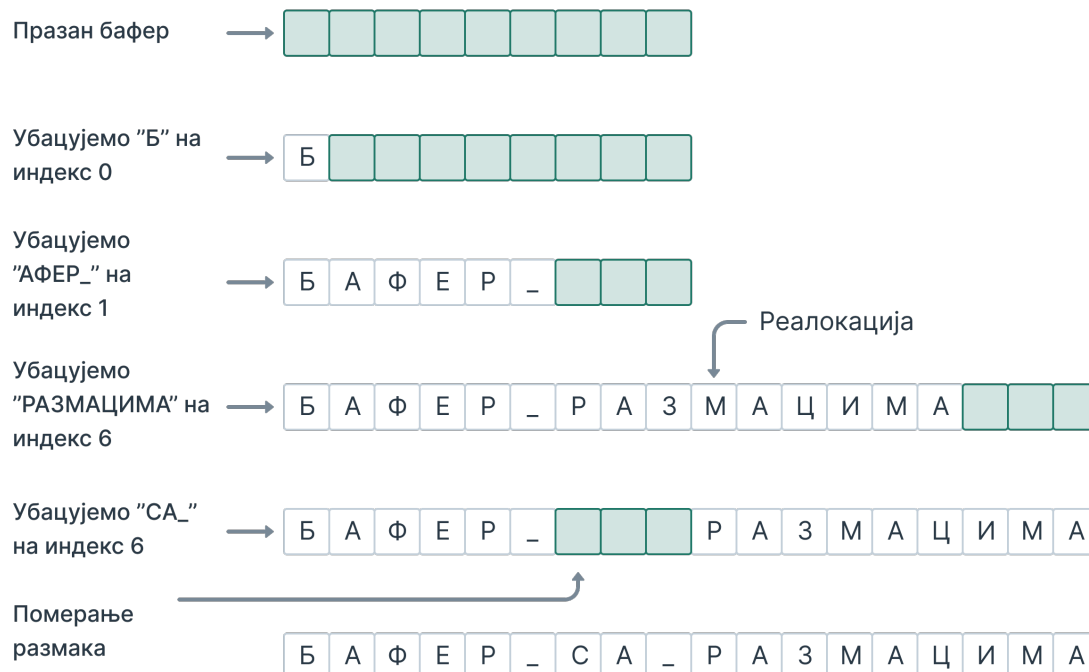 Празан бафер
Убацујемо ”Б” на
индекс 0
Б
Убацујемо
”АФЕР_” на
индекс 1
Б А Ф Е Р _
Реалокација
Убацујемо
”РАЗМАЦИМА” на
индекс 6
Б А Ф Е Р _ Р А З М А Ц И М А
Убацујемо ”СА_”
на индекс 6
Б А Ф Е Р _ Р А З М А Ц И М А
Померање
размака
Б А Ф Е Р _ С А _ Р А З М А Ц И М А